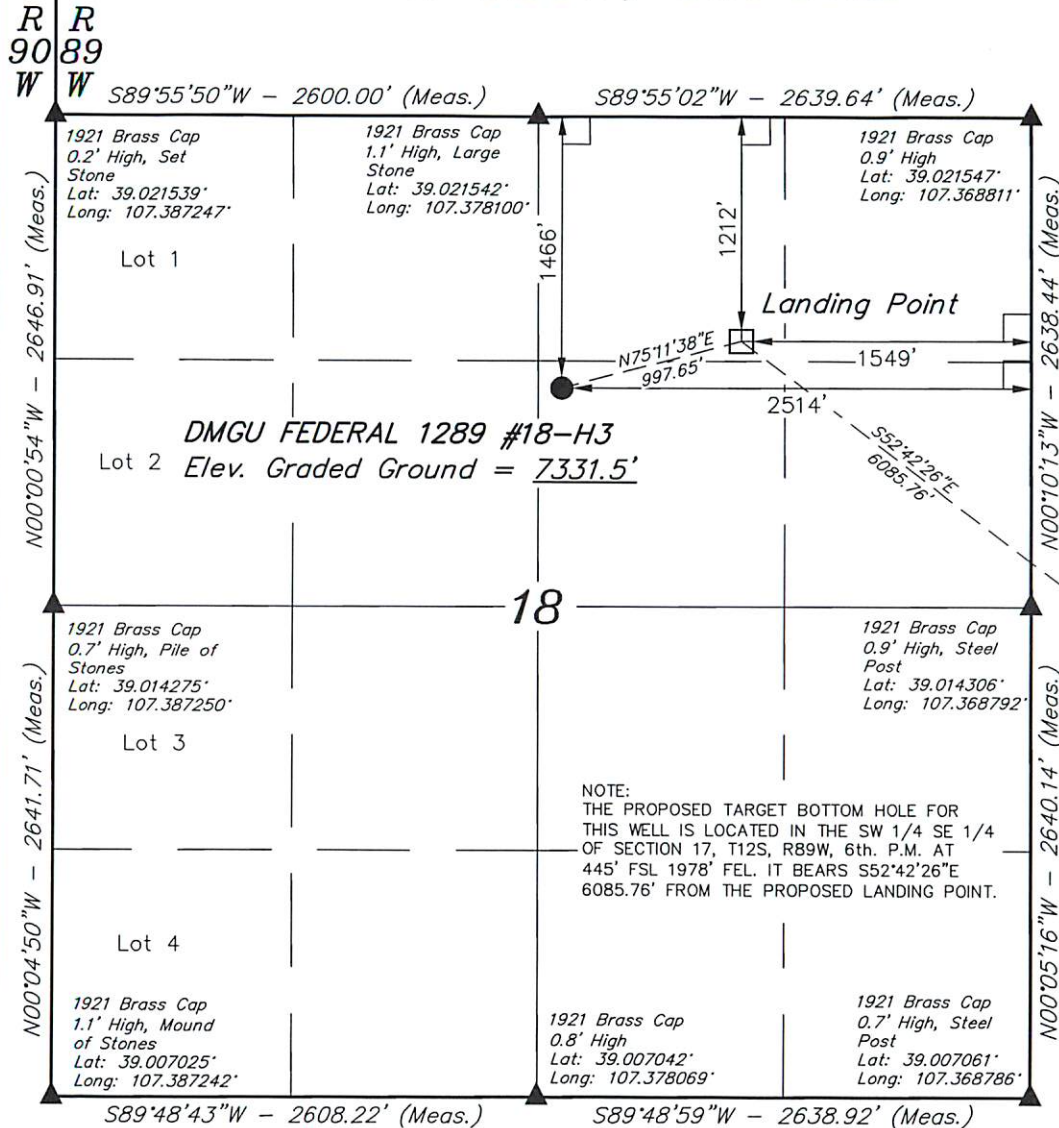 R R
90 89
W W
S89°55'50"W - 2600.00' (Meas.)
S89°55'02"W - 2639.64' (Meas.)
1921 Brass Cap
0.2' High, Set
Stone
Lat: 39.021539°
Long: 107.387247°
1921 Brass Cap
1.1' High, Large
Stone
Lat: 39.021542°
Long: 107.378100°
1921 Brass Cap
0.9' High
Lat: 39.021547°
Long: 107.368811°
N00°00'54"W - 2646.91' (Meas.)
Lot 1
1466'
1212'
Landing Point
N75°11'38"E
997.65'
1549'
2514'
N00°10'13"W - 2638.44' (Meas.)
DMGU FEDERAL 1289 #18-H3
Lot 2
Elev. Graded Ground = 7331.5'
S52°42'26"E
6085.76'
18
1921 Brass Cap
0.7' High, Pile of
Stones
Lat: 39.014275°
Long: 107.387250°
1921 Brass Cap
0.9' High, Steel
Post
Lat: 39.014306°
Long: 107.368792°
N00°04'50"W - 2641.71' (Meas.)
Lot 3
NOTE:
THE PROPOSED TARGET BOTTOM HOLE FOR
THIS WELL IS LOCATED IN THE SW 1/4 SE 1/4
OF SECTION 17, T12S, R89W, 6th. P.M. AT
445' FSL 1978' FEL. IT BEARS S52°42'26"E
6085.76' FROM THE PROPOSED LANDING POINT.
N00°05'16"W - 2640.14' (Meas.)
Lot 4
1921 Brass Cap
1.1' High, Mound
of Stones
Lat: 39.007025°
Long: 107.387242°
1921 Brass Cap
0.8' High
Lat: 39.007042°
Long: 107.378069°
1921 Brass Cap
0.7' High, Steel
Post
Lat: 39.007061°
Long: 107.368786°
S89°48'43"W - 2608.22' (Meas.)
S89°48'59"W - 2638.92' (Meas.)